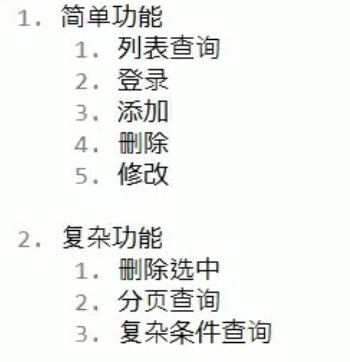 1. 简单功能
1. 列表查询
2. 登录
3. 添加
4. 删除
5. 修改
2. 复杂功能
1. 删除选中
2. 分页查询
3. 复杂条件查询